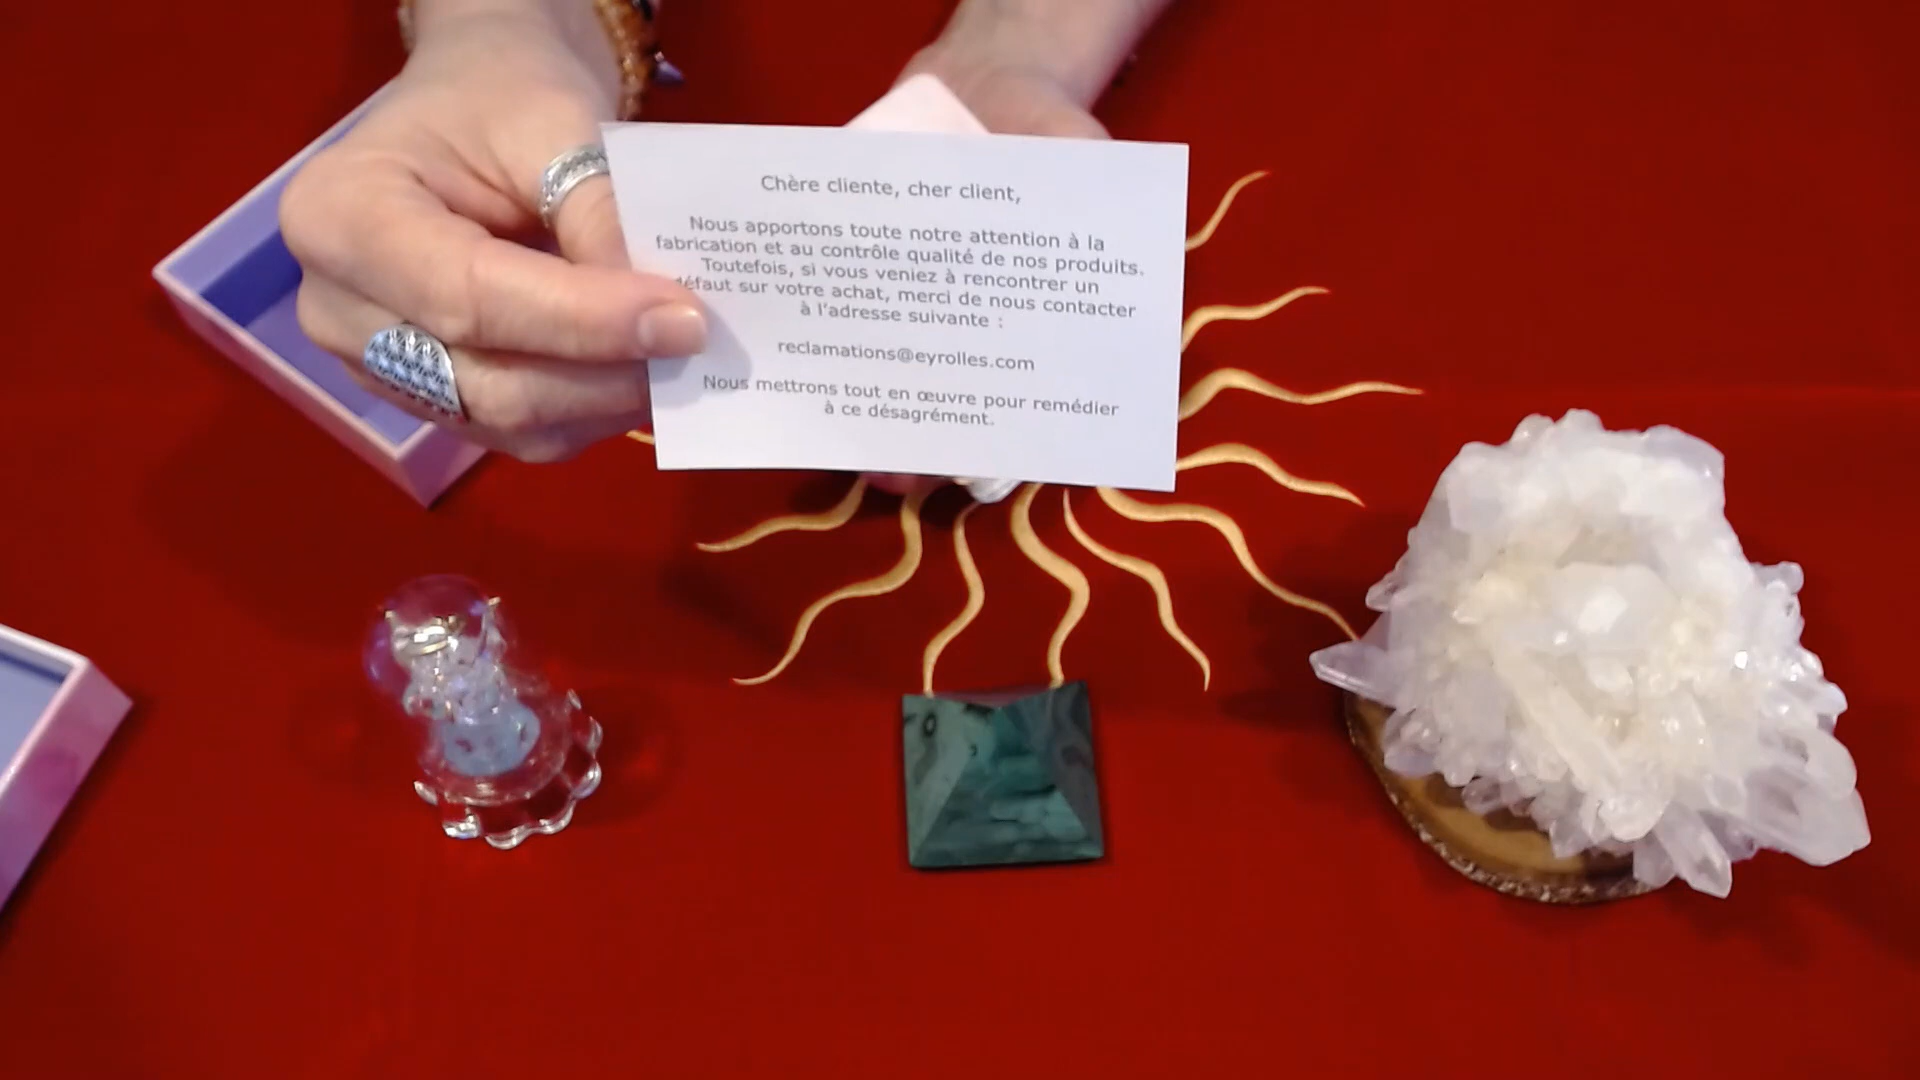 Chère cliente, cher client,
Nous apportons toute notre attention à la
fabrication et au contrôle qualité de nos produits.
Toutefois, si vous veniez à rencontrer un
défaut sur votre achat, merci de nous contacter
à l'adresse suivante :
reclamations@eyrolles.com
Nous mettrons tout en œuvre pour remédier
à ce désagrément.